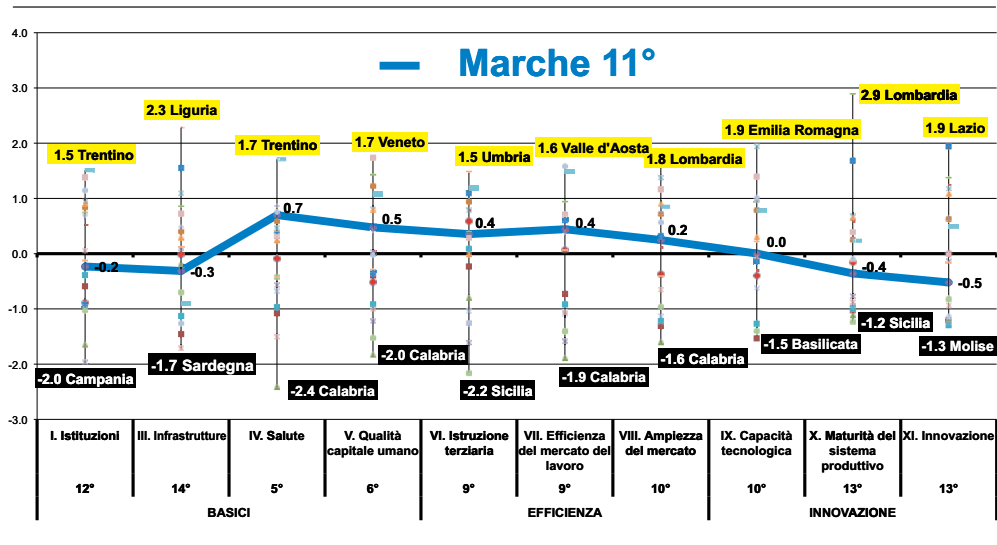 4.0
3.0
2.0
1.0
0.0
-1.0
-2.0
-3.0
Marche 11°
1.5 Trentino
2.3 Liguria
1.7 Trentino
1.7 Veneto
1.5 Umbria
1.6 Valle d'Aosta
1.8 Lombardia
1.9 Emilia Romagna
2.9 Lombardia
1.9 Lazio
-0.2
-0.3
0.7
0.5
0.4
0.4
0.2
0.0
-0.4
-0.5
-2.0 Campania
-1.7 Sardegna
-2.4 Calabria
-2.0 Calabria
-2.2 Sicilia
-1.9 Calabria
-1.6 Calabria
-1.5 Basilicata
-1.2 Sicilia
-1.3 Molise
I. Istituzioni
III. Infrastrutture
IV. Salute
V. Qualità
capitale umano
VI. Istruzione
terziaria
VII. Efficienza
del mercato del
lavoro
VIII. Ampiezza
del mercato
IX. Capacità
tecnologica
X. Maturità del
sistema
produttivo
XI. Innovazione
12° 14° 5° 6° 9° 9° 10° 10° 13° 13°
BASICI EFFICIENZA INNOVAZIONE